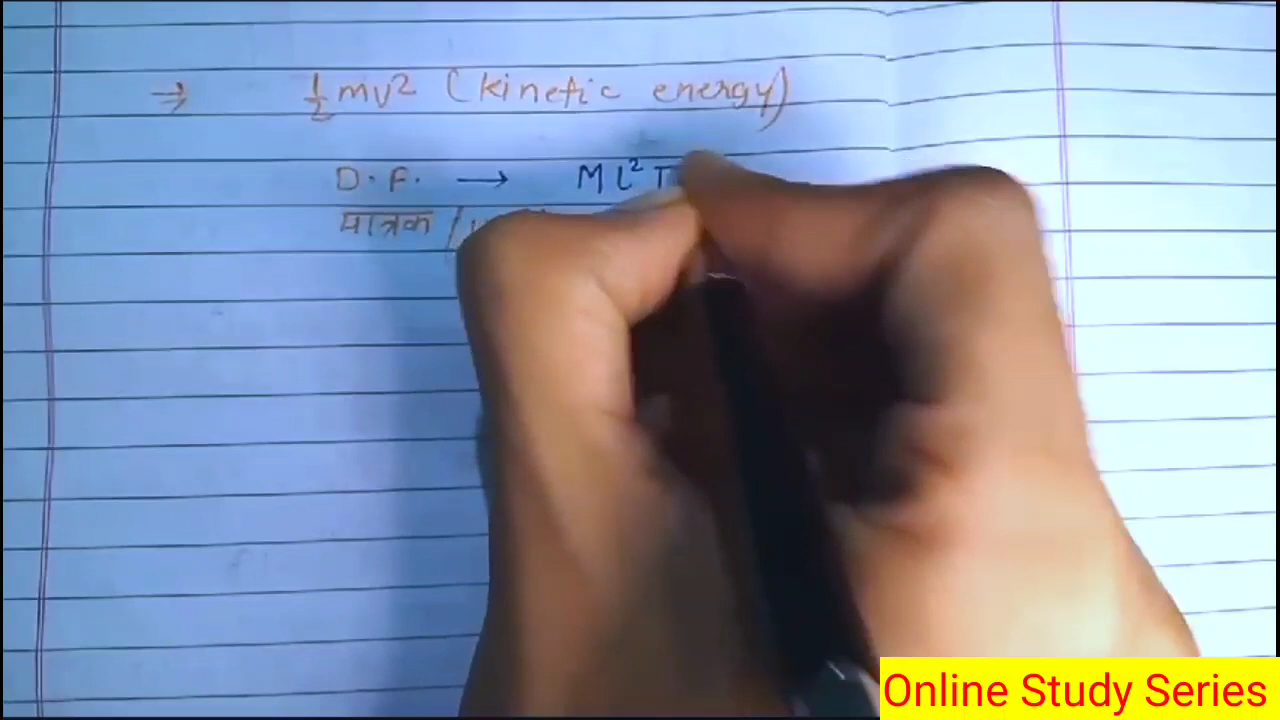 ⇒ ½mv² (kinetic energy)
D.F. → ML²T
मात्रक /
Online Study Series